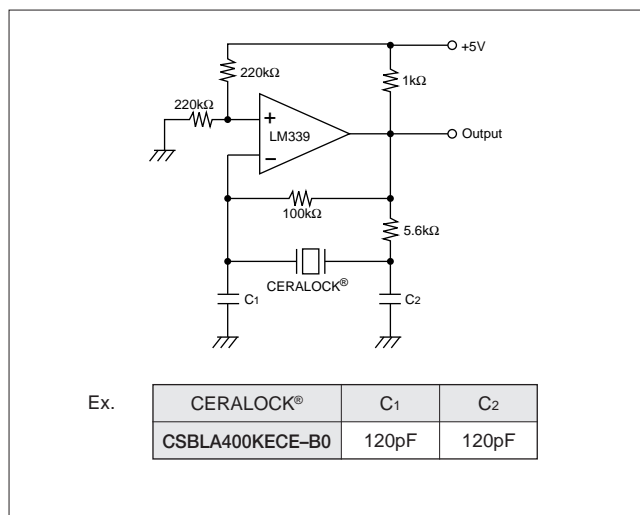 +5V
220kΩ
1kΩ
220kΩ
+
LM339
Output
−
100kΩ
5.6kΩ
CERALOCK®
C1
C2
Ex.
CERALOCK® C1 C2
CSBLA400KECE–B0 120pF 120pF